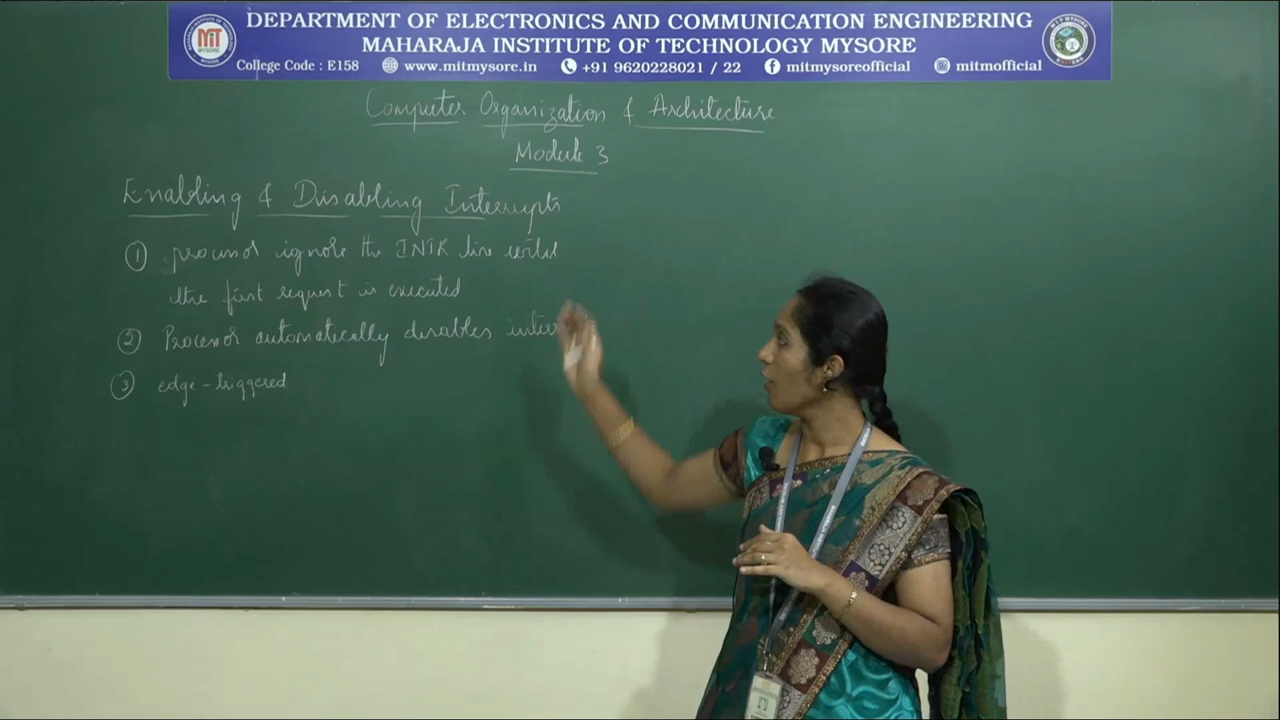 DEPARTMENT OF ELECTRONICS AND COMMUNICATION ENGINEERING
MAHARAJA INSTITUTE OF TECHNOLOGY MYSORE
College Code : E158 www.mitmysore.in +91 9620228021 / 22 mitmysoreofficial mitmofficial
MIT
MYSORE
Computer Organization & Architecture
Module 3
Enabling & Disabling Interrupts
① processor ignore the INTR line until
the first request is executed
② Processor automatically disables inter
③ edge-triggered